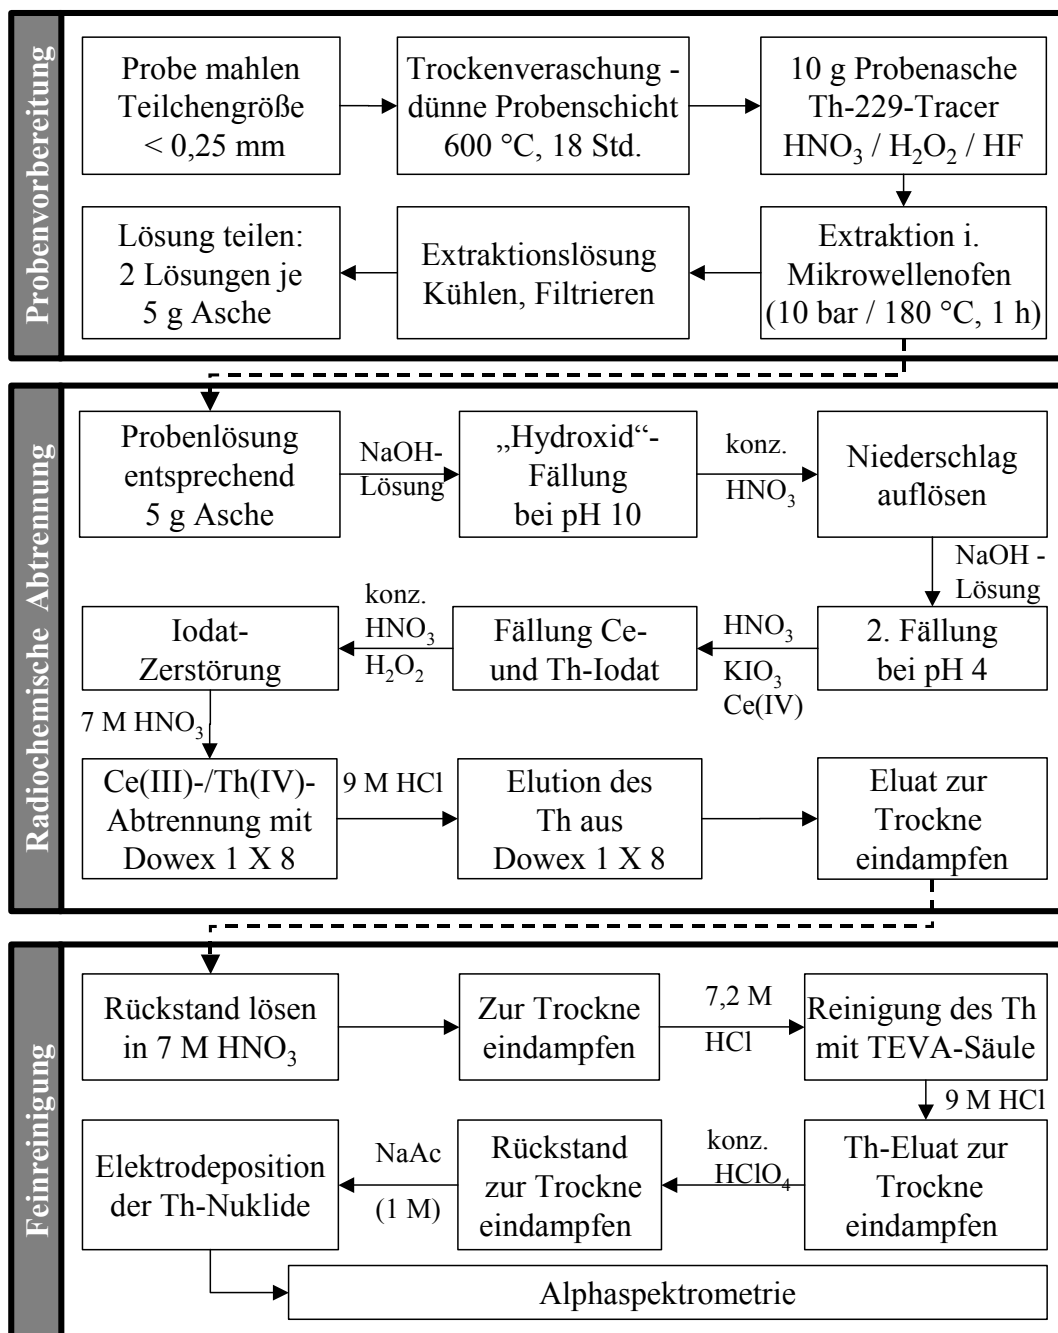 Probenvorbereitung
Probe mahlen
Teilchengröße
< 0,25 mm
Trockenveraschung -
dünne Probenschicht
600 °C, 18 Std.
10 g Probenasche
Th-229-Tracer
HNO₃ / H₂O₂ / HF
Extraktion i.
Mikrowellenofen
(10 bar / 180 °C, 1 h)
Extraktionslösung
Kühlen, Filtrieren
Lösung teilen:
2 Lösungen je
5 g Asche
Radiochemische Abtrennung
Probenlösung
entsprechend
5 g Asche
NaOH-
Lösung
„Hydroxid“-
Fällung
bei pH 10
konz.
HNO₃
Niederschlag
auflösen
NaOH -
Lösung
2. Fällung
bei pH 4
HNO₃
KIO₃
Ce(IV)
Fällung Ce-
und Th-Iodat
konz.
HNO₃
H₂O₂
Iodat-
Zerstörung
7 M HNO₃
Ce(III)-/Th(IV)-
Abtrennung mit
Dowex 1 X 8
9 M HCl
Elution des
Th aus
Dowex 1 X 8
Eluat zur
Trockne
eindampfen
Feinreinigung
Rückstand lösen
in 7 M HNO₃
Zur Trockne
eindampfen
7,2 M
HCl
Reinigung des Th
mit TEVA-Säule
9 M HCl
Th-Eluat zur
Trockne
eindampfen
konz.
HClO₄
Rückstand
zur Trockne
eindampfen
NaAc
(1 M)
Elektrodeposition
der Th-Nuklide
Alphaspektrometrie